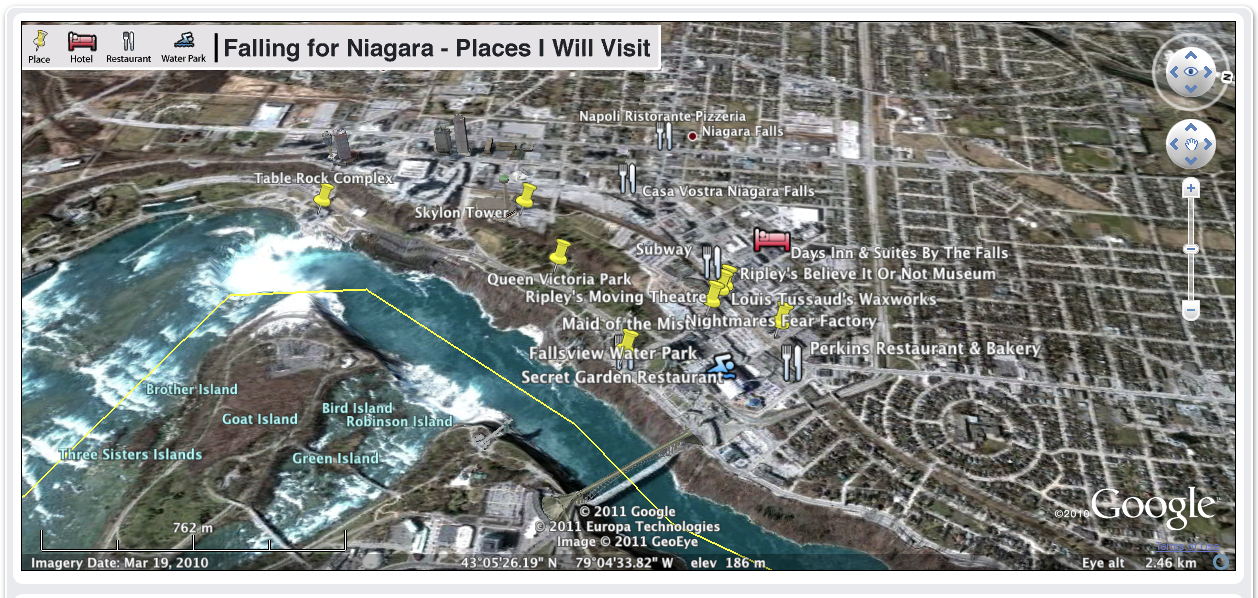 Place Hotel Restaurant Water Park
Falling for Niagara - Places I Will Visit
N
Napoli Ristorante Pizzeria
Niagara Falls
Table Rock Complex
Casa Vostra Niagara Falls
Skylon Tower
Subway
Days Inn & Suites By The Falls
Queen Victoria Park
Ripley's Believe It Or Not Museum
Ripley's Moving Theatre
Louis Tussaud's Waxworks
Maid of the Mist
Nightmares Fear Factory
Fallsview Water Park
Perkins Restaurant & Bakery
Secret Garden Restaurant
Brother Island
Goat Island
Bird Island
Robinson Island
Three Sisters Islands
Green Island
762 m
© 2011 Google
© 2011 Europa Technologies
Image © 2011 GeoEye
©2010 Google
Terms of Use
Imagery Date: Mar 19, 2010
43°05'26.19" N 79°04'33.82" W elev 186 m
Eye alt 2.46 km